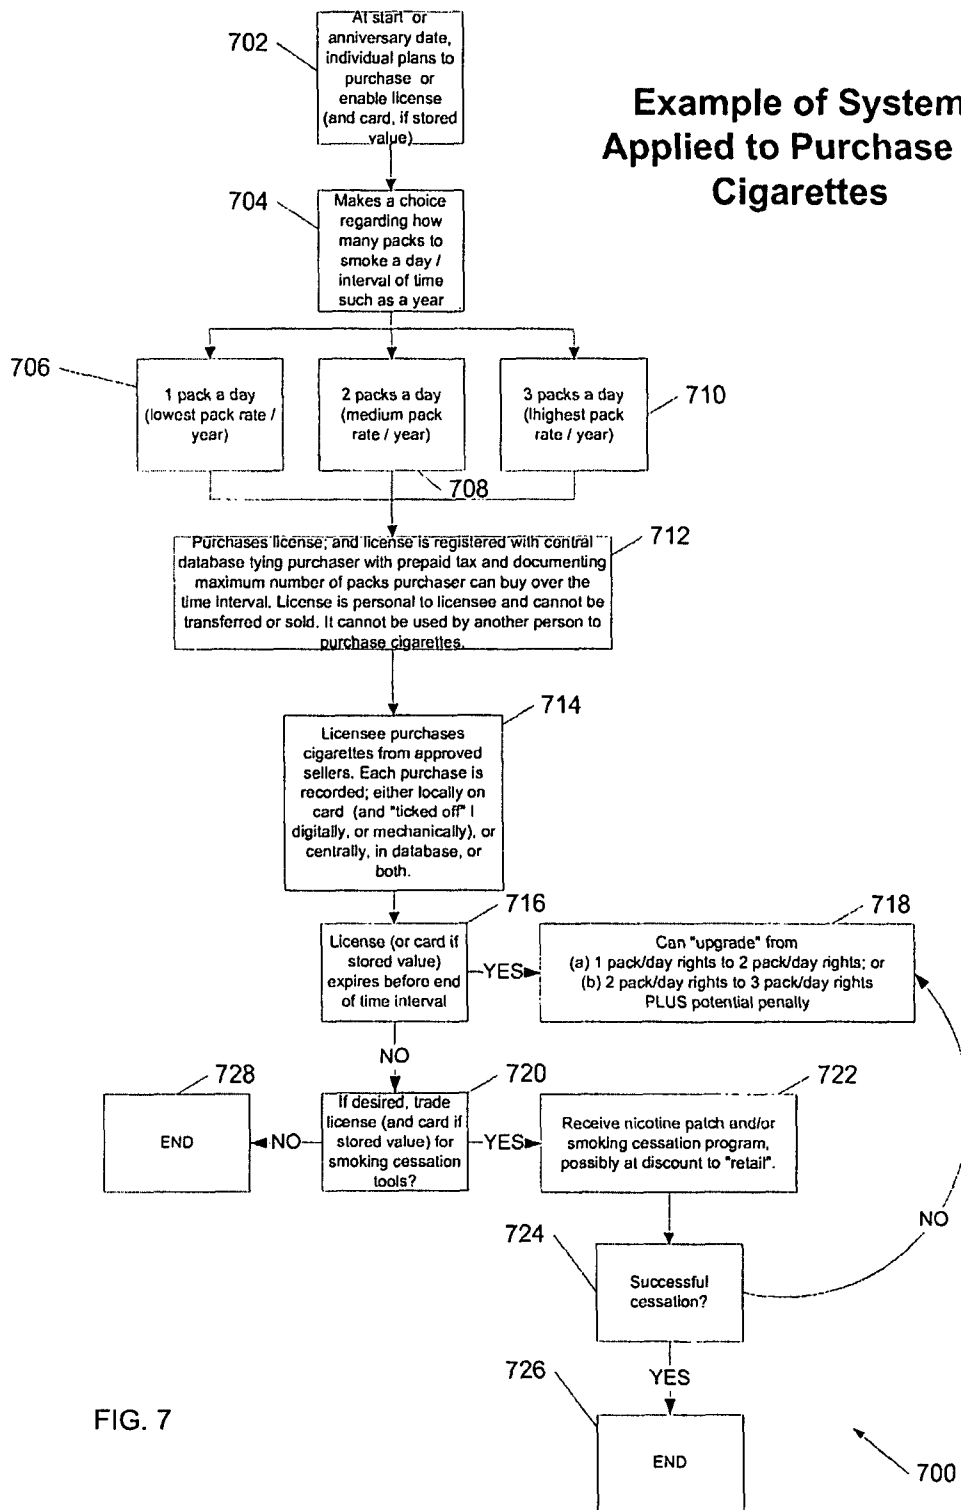 702
At start or
anniversary date,
individual plans to
purchase or
enable license
(and card, if stored
value)
Example of System
Applied to Purchase
Cigarettes
704
Makes a choice
regarding how
many packs to
smoke a day /
interval of time
such as a year
706
1 pack a day
(lowest pack rate /
year)
2 packs a day
(medium pack
rate / year)
708
3 packs a day
(lhighest pack
rate / year)
710
712
Purchases license; and license is registered with central
database tying purchaser with prepaid tax and documenting
maximum number of packs purchaser can buy over the
time interval. License is personal to licensee and cannot be
transferred or sold. It cannot be used by another person to
purchase cigarettes.
714
Licensee purchases
cigarettes from approved
sellers. Each purchase is
recorded; either locally on
card (and "ticked off" I
digitally, or mechanically), or
centrally, in database, or
both.
716
License (or card if
stored value)
expires before end
of time interval
YES
718
Can "upgrade" from
(a) 1 pack/day rights to 2 pack/day rights; or
(b) 2 pack/day rights to 3 pack/day rights
PLUS potential penalty
NO
728
END
NO
720
If desired, trade
license (and card if
stored value) for
smoking cessation
tools?
YES
722
Receive nicotine patch and/or
smoking cessation program,
possibly at discount to "retail".
NO
724
Successful
cessation?
YES
726
END
FIG. 7
700